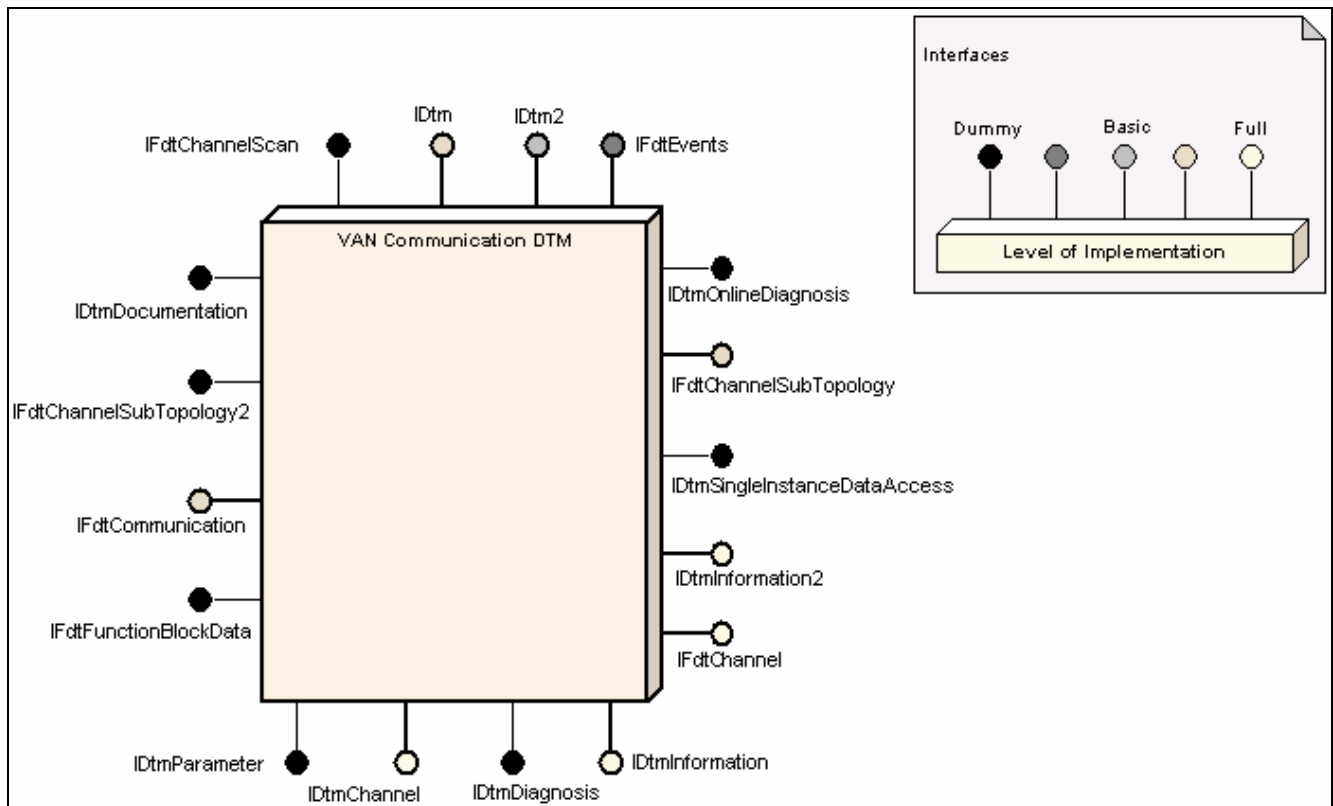 Interfaces
Dummy
Basic
Full
Level of Implementation
IFdtChannelScan
IDtm
IDtm2
IFdtEvents
VAN Communication DTM
IDtmDocumentation
IFdtChannelSubTopology2
IFdtCommunication
IFdtFunctionBlockData
IDtmOnlineDiagnosis
IFdtChannelSubTopology
IDtmSingleInstanceDataAccess
IDtmInformation2
IFdtChannel
IDtmParameter
IDtmChannel
IDtmDiagnosis
IDtmInformation